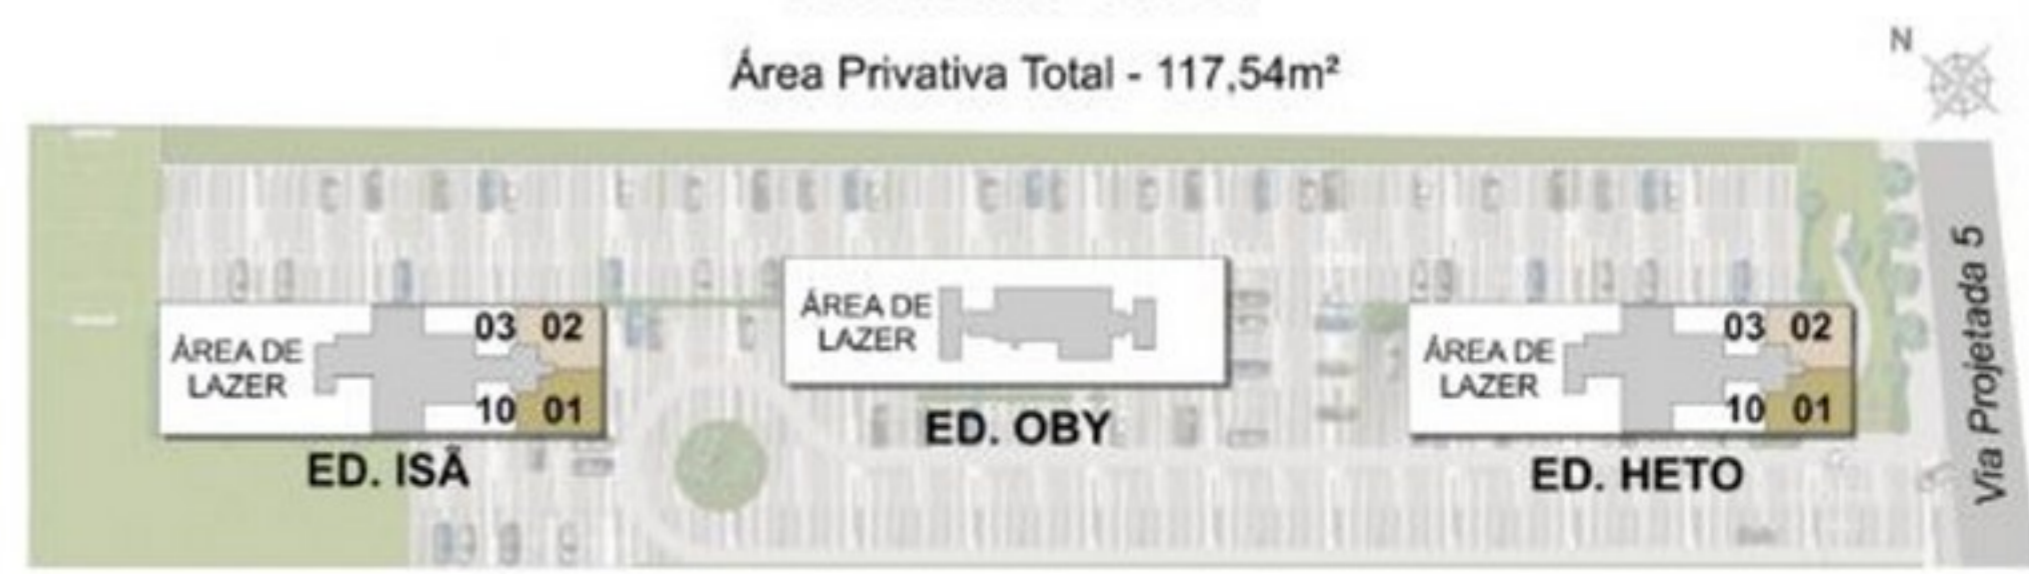 Área Privativa Total - 117,54m²
N
ÁREA DE
LAZER
03 02
10 01
ED. ISÃ
ÁREA DE
LAZER
ED. OBY
ÁREA DE
LAZER
03 02
10 01
ED. HETO
Via Projetada 5